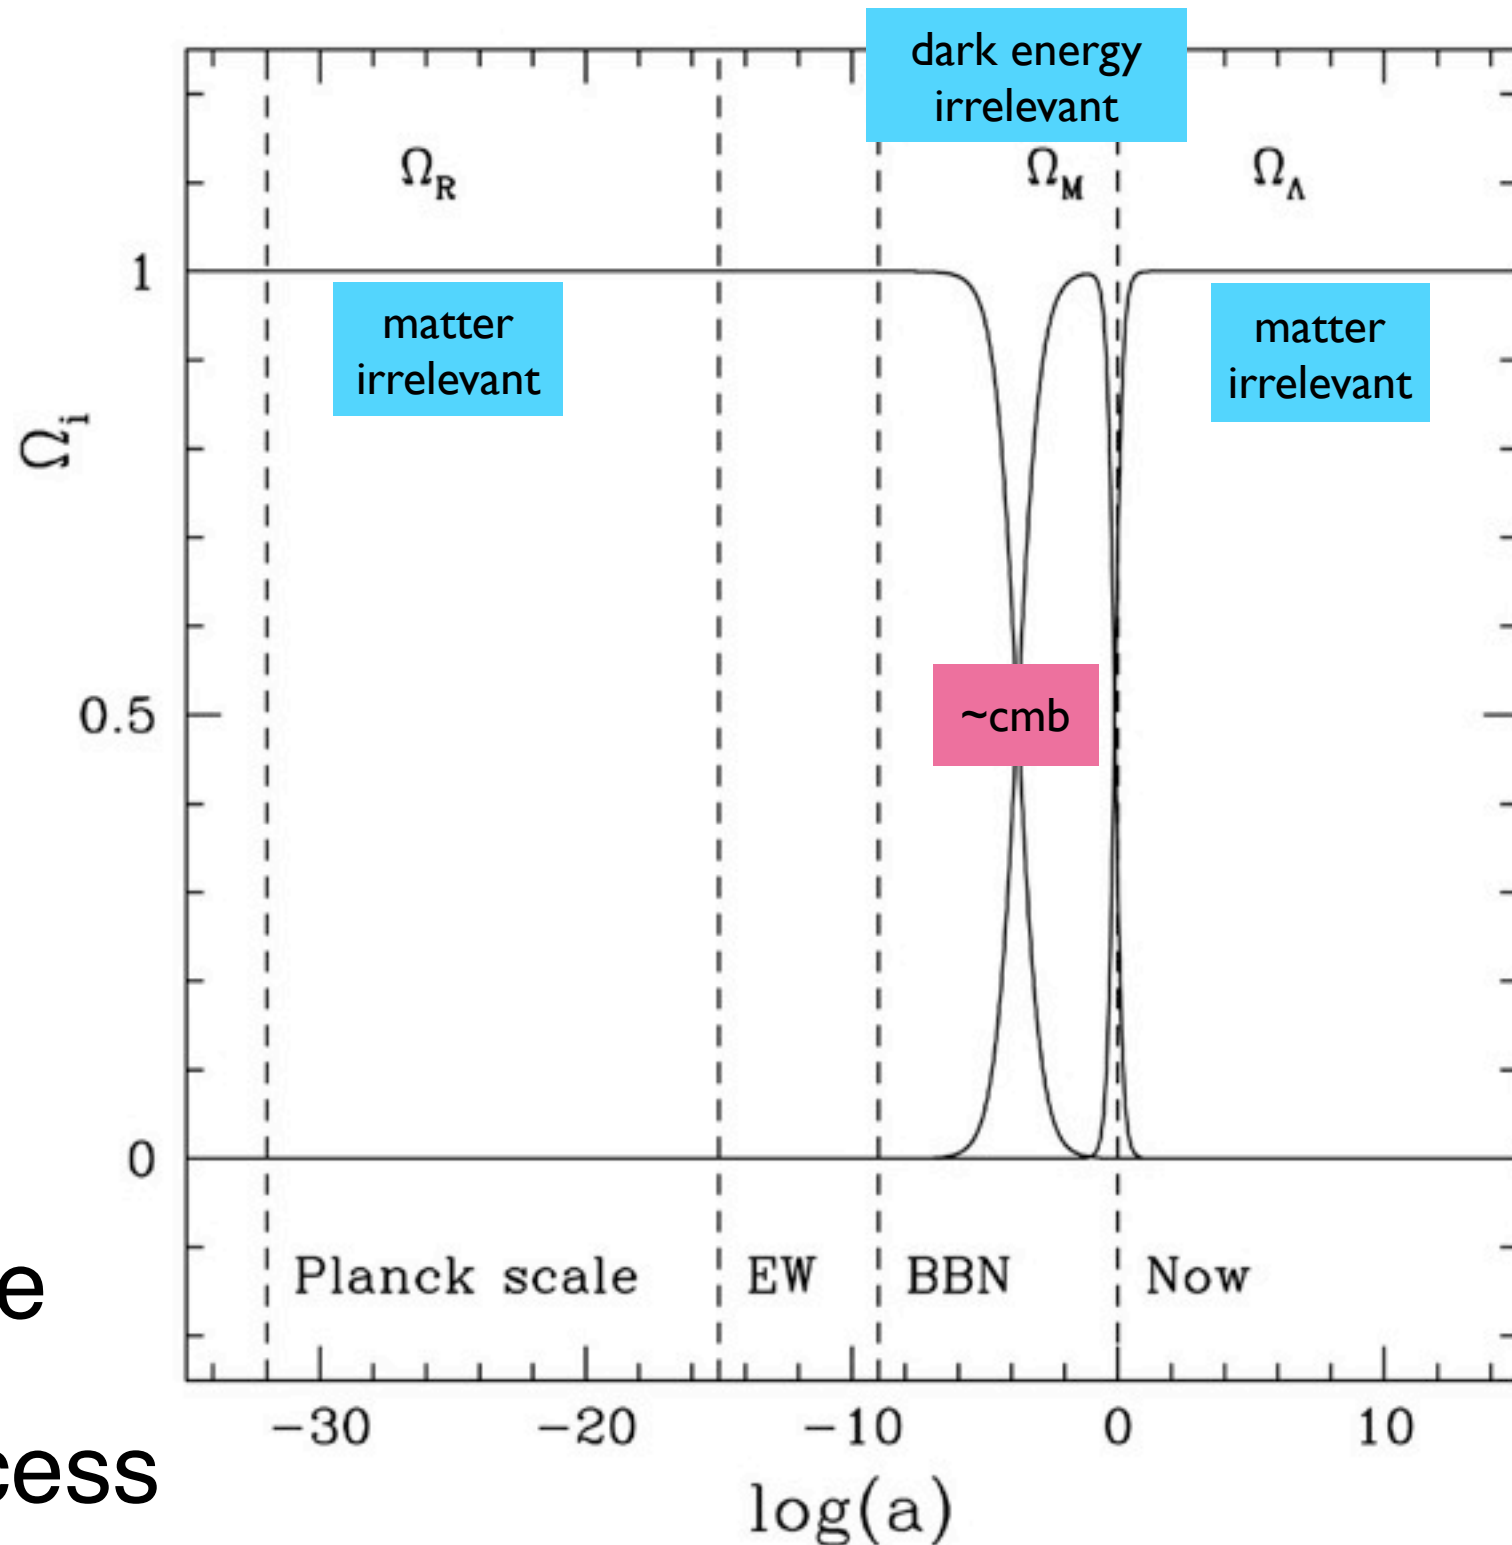 dark energy
irrelevant
Ω_R
Ω_M
Ω_Λ
1
matter
irrelevant
matter
irrelevant
Ω_i
0.5
~cmb
0
Planck scale
EW
BBN
Now
e
-30
-20
-10
0
10
cess
log(a)